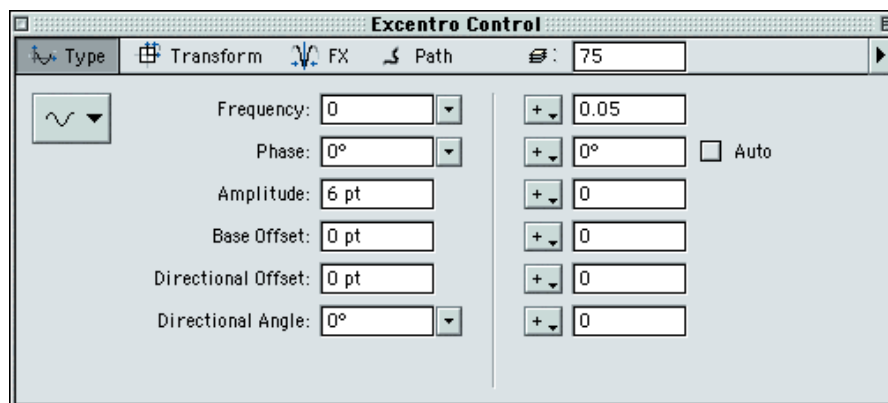 Excentro Control
Type Transform FX Path : 75
Frequency: 0 + 0.05
Phase: 0° + 0° Auto
Amplitude: 6 pt + 0
Base Offset: 0 pt + 0
Directional Offset: 0 pt + 0
Directional Angle: 0° + 0